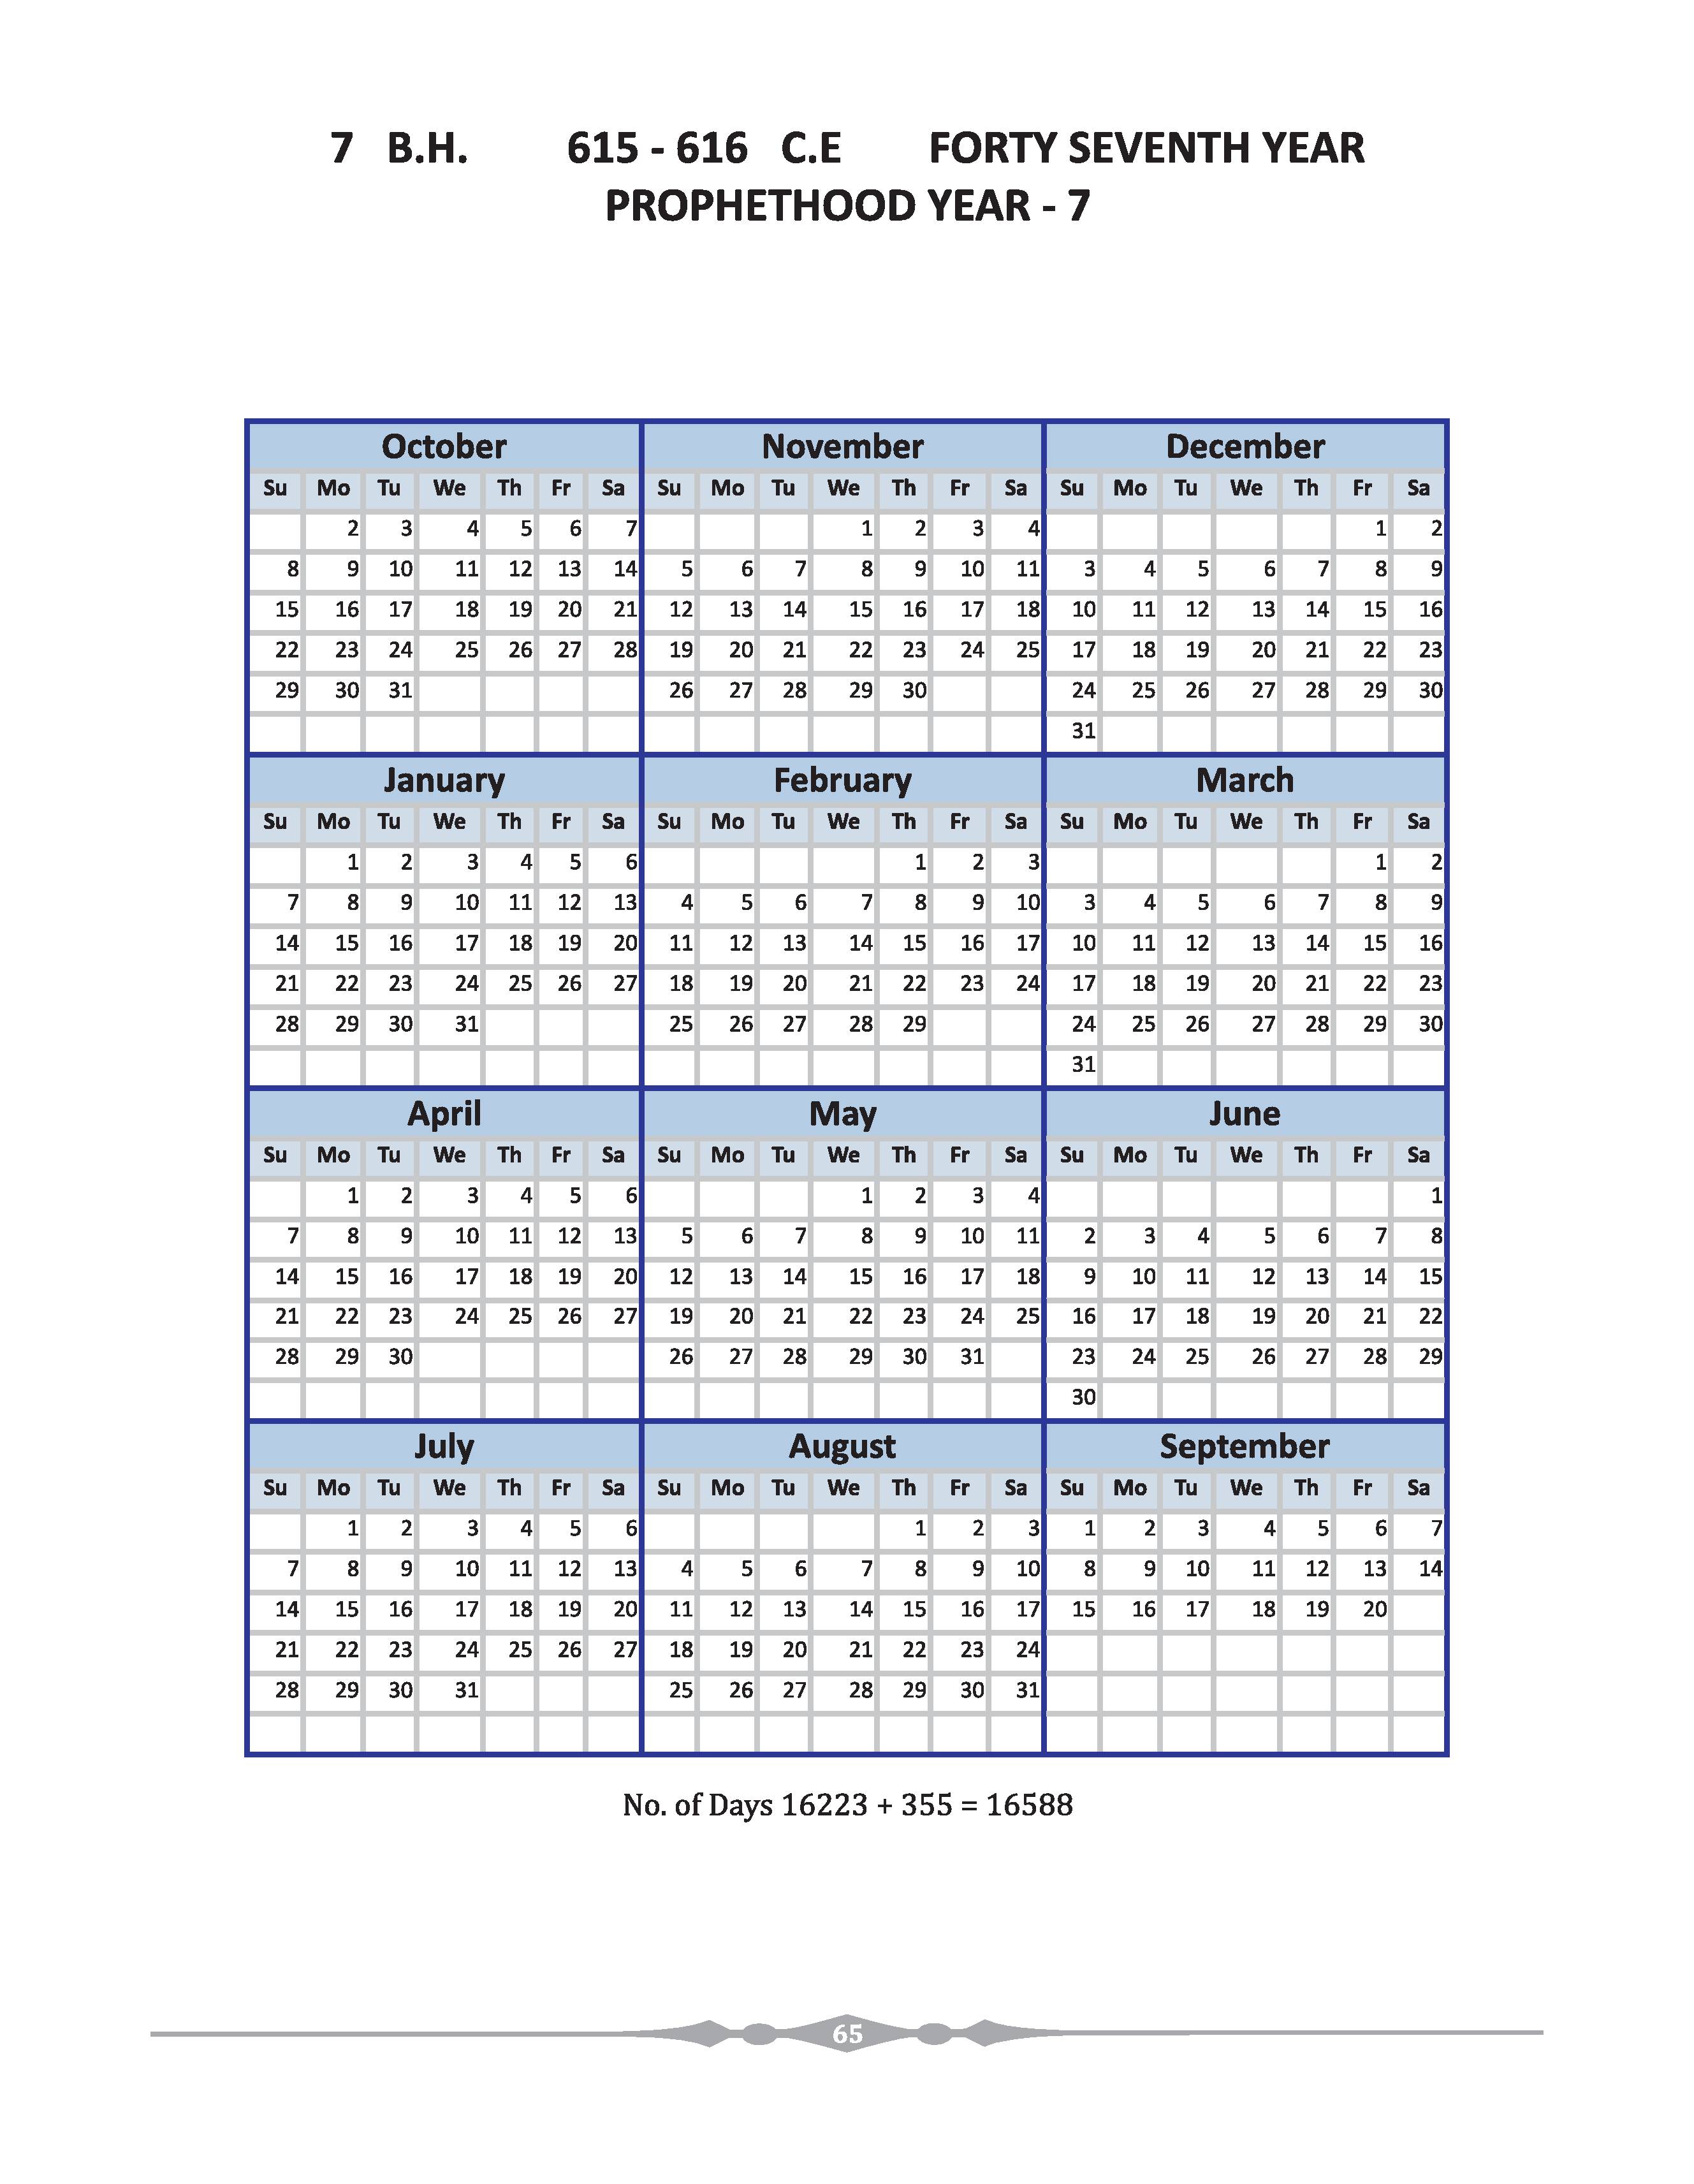 7 B.H. 615 - 616 C.E FORTY SEVENTH YEAR
PROPHETHOOD YEAR - 7
October November December
Su Mo Tu We Th Fr Sa Su Mo Tu We Th Fr Sa Su Mo Tu We Th Fr Sa
2 3 4 5 6 7 1 2 3 4 1 2
8 9 10 11 12 13 14 5 6 7 8 9 10 11 3 4 5 6 7 8 9
15 16 17 18 19 20 21 12 13 14 15 16 17 18 10 11 12 13 14 15 16
22 23 24 25 26 27 28 19 20 21 22 23 24 25 17 18 19 20 21 22 23
29 30 31 26 27 28 29 30 24 25 26 27 28 29 30
31
January February March
Su Mo Tu We Th Fr Sa Su Mo Tu We Th Fr Sa Su Mo Tu We Th Fr Sa
1 2 3 4 5 6 1 2 3 1 2
7 8 9 10 11 12 13 4 5 6 7 8 9 10 3 4 5 6 7 8 9
14 15 16 17 18 19 20 11 12 13 14 15 16 17 10 11 12 13 14 15 16
21 22 23 24 25 26 27 18 19 20 21 22 23 24 17 18 19 20 21 22 23
28 29 30 31 25 26 27 28 29 24 25 26 27 28 29 30
31
April May June
Su Mo Tu We Th Fr Sa Su Mo Tu We Th Fr Sa Su Mo Tu We Th Fr Sa
1 2 3 4 5 6 1 2 3 4 1
7 8 9 10 11 12 13 5 6 7 8 9 10 11 2 3 4 5 6 7 8
14 15 16 17 18 19 20 12 13 14 15 16 17 18 9 10 11 12 13 14 15
21 22 23 24 25 26 27 19 20 21 22 23 24 25 16 17 18 19 20 21 22
28 29 30 26 27 28 29 30 31 23 24 25 26 27 28 29
30
July August September
Su Mo Tu We Th Fr Sa Su Mo Tu We Th Fr Sa Su Mo Tu We Th Fr Sa
1 2 3 4 5 6 1 2 3 1 2 3 4 5 6 7
7 8 9 10 11 12 13 4 5 6 7 8 9 10 8 9 10 11 12 13 14
14 15 16 17 18 19 20 11 12 13 14 15 16 17 15 16 17 18 19 20
21 22 23 24 25 26 27 18 19 20 21 22 23 24
28 29 30 31 25 26 27 28 29 30 31
No. of Days 16223 + 355 = 16588
65